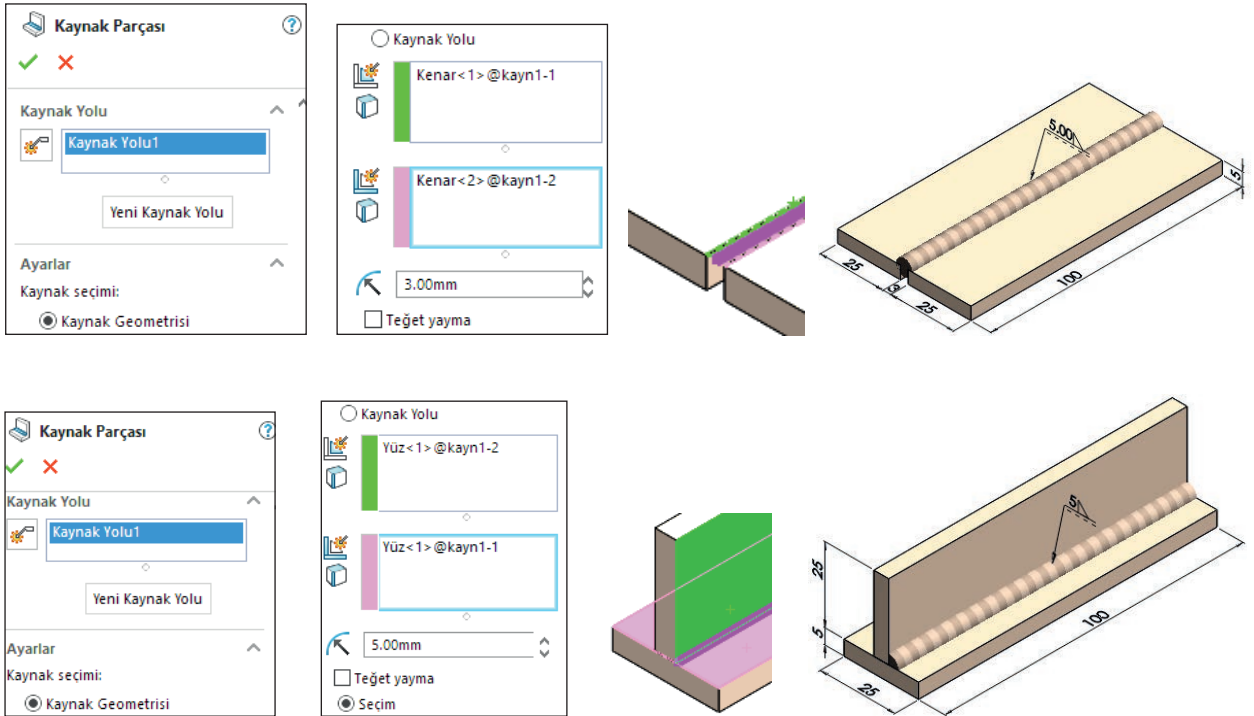 Kaynak Parçası
Kaynak Yolu
Kaynak Yolu1
Yeni Kaynak Yolu
Ayarlar
Kaynak seçimi:
Kaynak Geometrisi
Kaynak Yolu
Kenar<1>@kayn1-1
Kenar<2>@kayn1-2
3.00mm
Teğet yayma
5.00
5
25
3
25
100
Kaynak Parçası
Kaynak Yolu
Kaynak Yolu1
Yeni Kaynak Yolu
Ayarlar
Kaynak seçimi:
Kaynak Geometrisi
Kaynak Yolu
Yüz<1>@kayn1-2
Yüz<1>@kayn1-1
5.00mm
Teğet yayma
Seçim
5
25
5
25
100